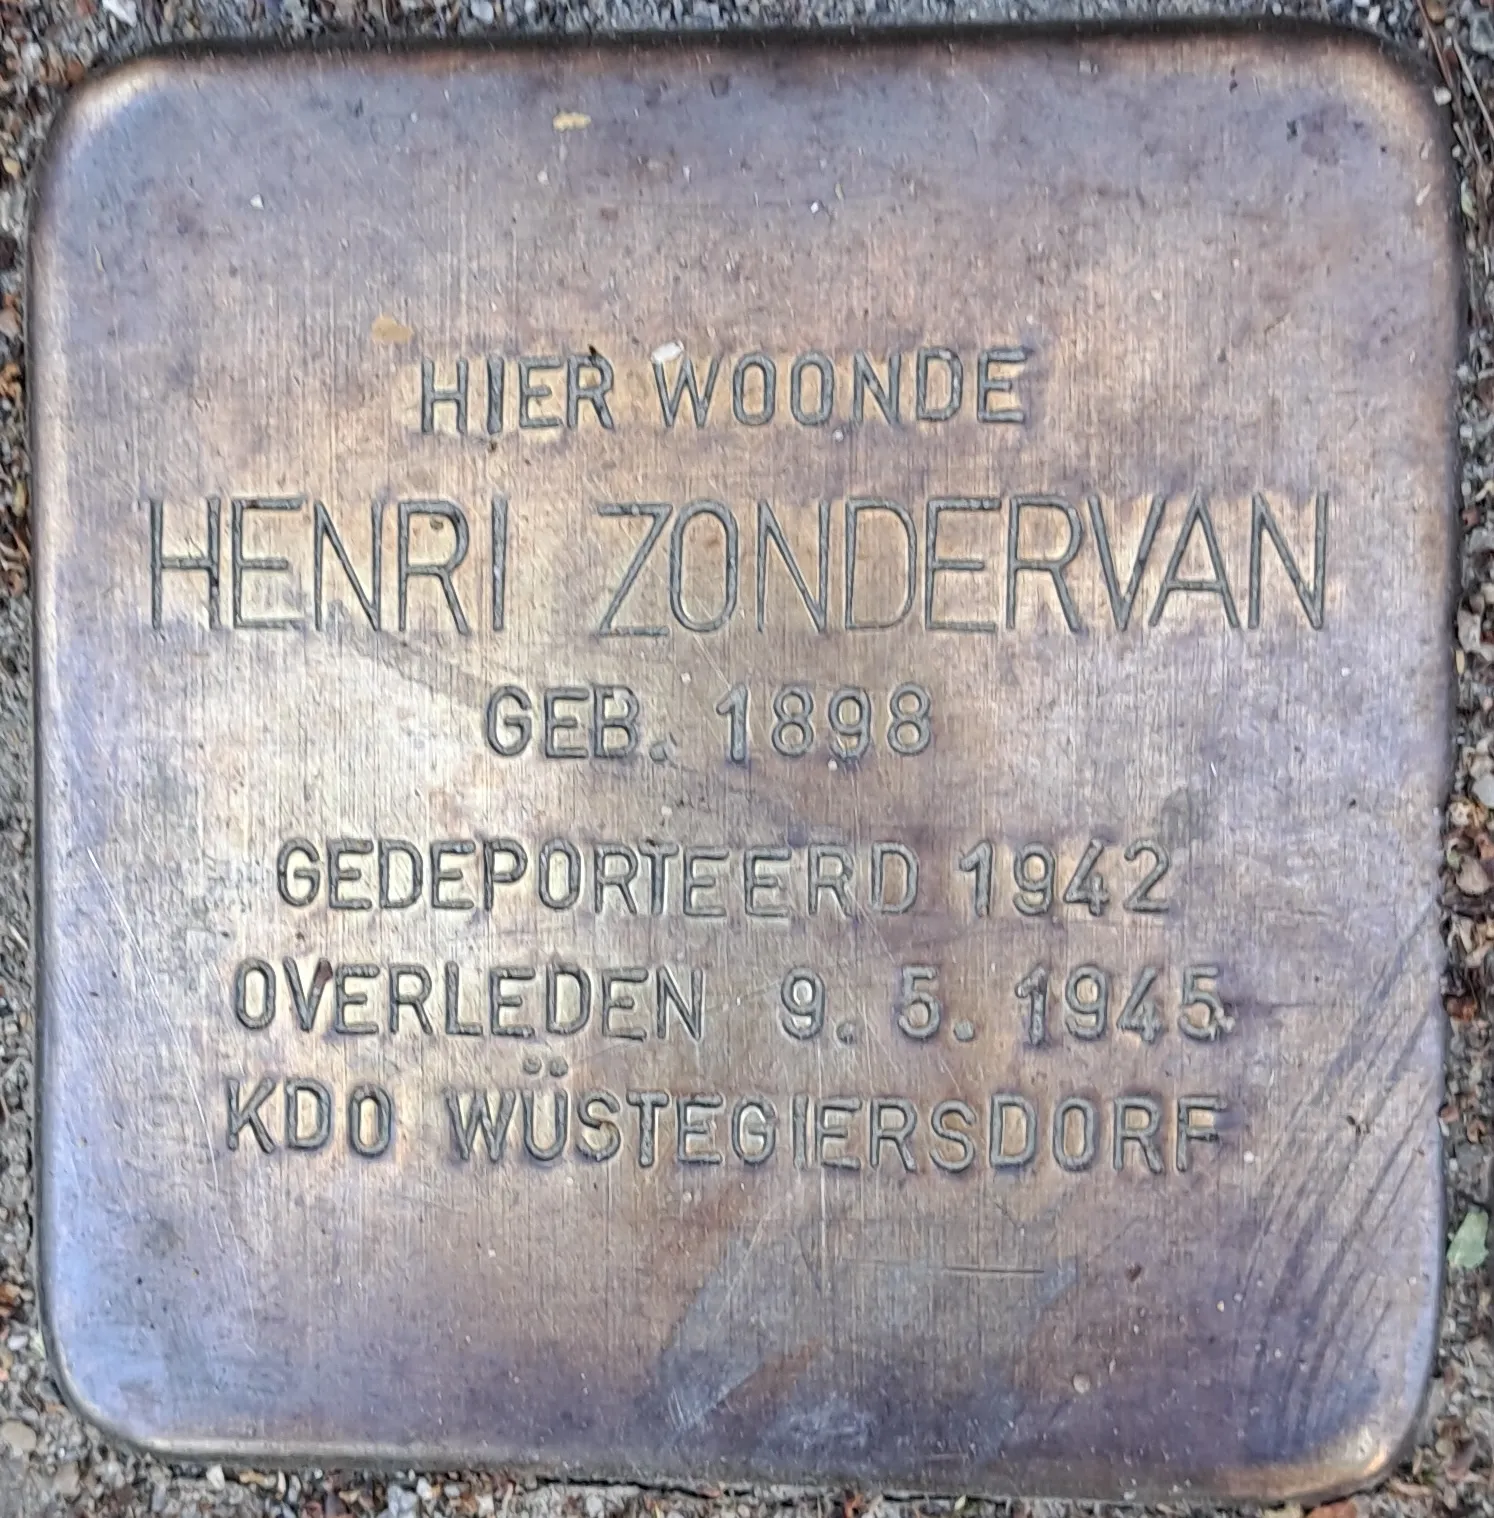 HIER WOONDE
HENRI ZONDERVAN
GEB. 1898
GEDEPORTEERD 1942
OVERLEDEN 9. 5. 1945
KDO WÜSTEGIERSDORF